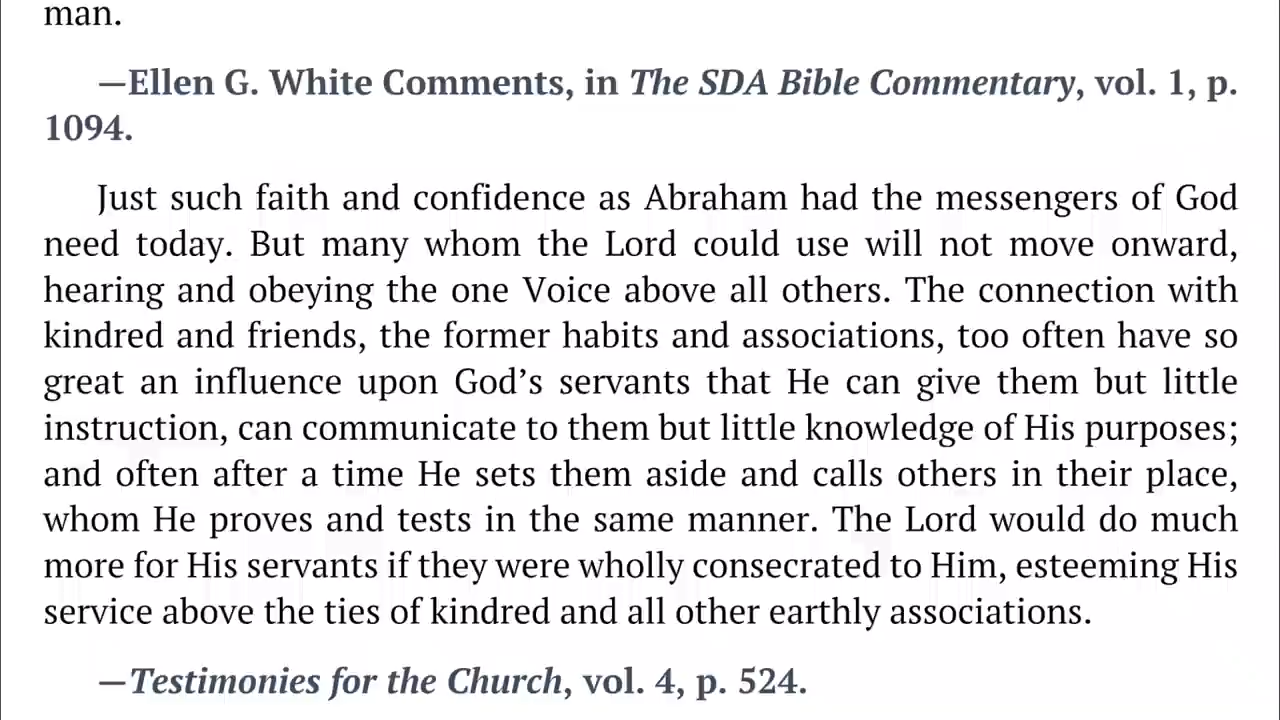 man.
—Ellen G. White Comments, in The SDA Bible Commentary, vol. 1, p.
1094.
Just such faith and confidence as Abraham had the messengers of God
need today. But many whom the Lord could use will not move onward,
hearing and obeying the one Voice above all others. The connection with
kindred and friends, the former habits and associations, too often have so
great an influence upon God’s servants that He can give them but little
instruction, can communicate to them but little knowledge of His purposes;
and often after a time He sets them aside and calls others in their place,
whom He proves and tests in the same manner. The Lord would do much
more for His servants if they were wholly consecrated to Him, esteeming His
service above the ties of kindred and all other earthly associations.
—Testimonies for the Church, vol. 4, p. 524.